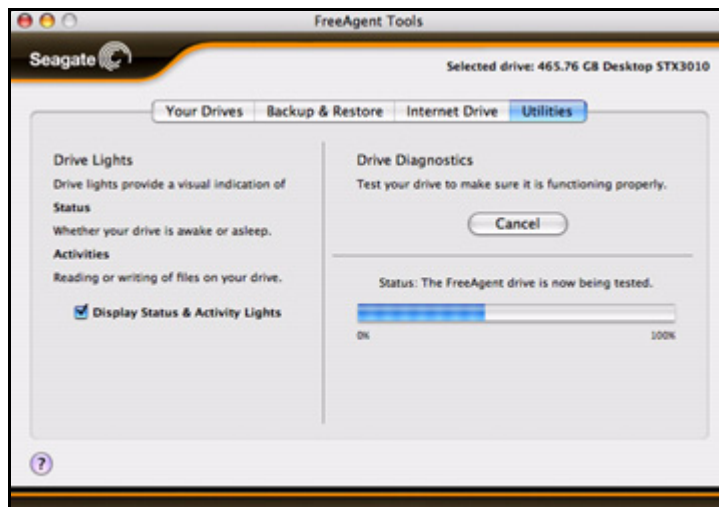 FreeAgent Tools
Seagate
Selected drive: 465.76 GB Desktop STX3010
Your Drives Backup & Restore Internet Drive Utilities
Drive Lights
Drive lights provide a visual indication of
Status
Whether your drive is awake or asleep.
Activities
Reading or writing of files on your drive.
Display Status & Activity Lights
Drive Diagnostics
Test your drive to make sure it is functioning properly.
Cancel
Status: The FreeAgent drive is now being tested.
0% 100%
?